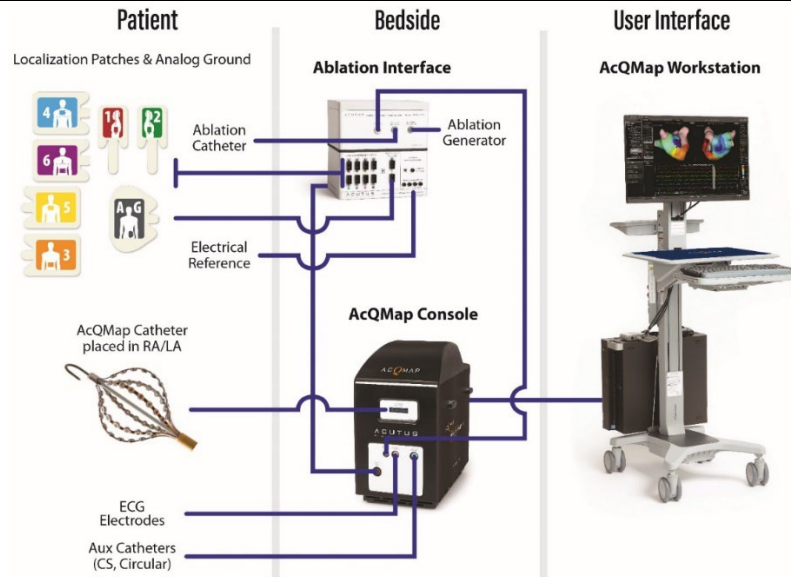 Patient
Bedside
User Interface
Localization Patches & Analog Ground
Ablation Interface
AcQMap Workstation
4
1
2
6
5
A G
3
Ablation
Catheter
Ablation
Generator
ACUTUS
Electrical
Reference
AcQMap Console
AcQMap Catheter
placed in RA/LA
ACQMAP
ACUTUS
ECG
Electrodes
Aux Catheters
(CS, Circular)